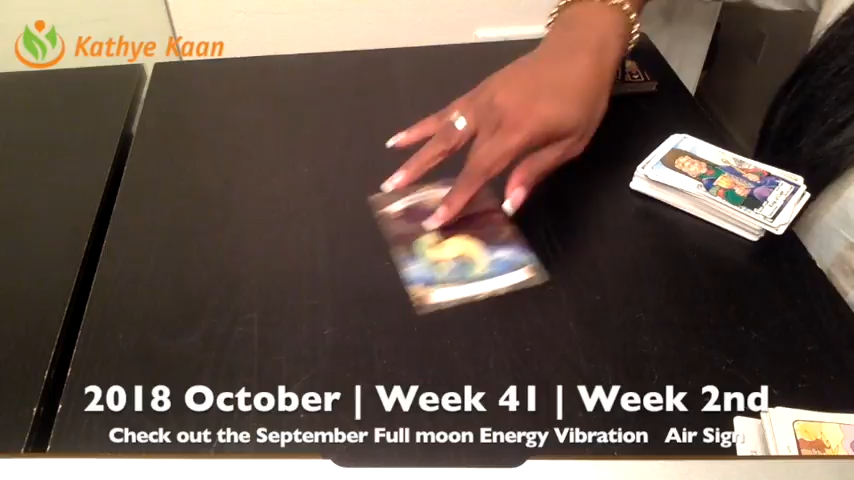 Kathye Kaan
2018 October | Week 41 | Week 2nd
Check out the September Full moon Energy Vibration Air Sign